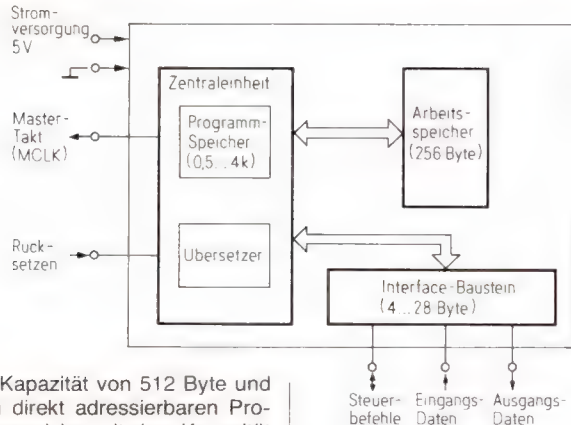 Strom-
versorgung
5V
Master-
Takt
(MCLK)
Ruck-
setzen
Zentraleinheit
Programm-
Speicher
(0,5...4k)
Übersetzer
Arbeits-
speicher
(256 Byte)
Interface-Baustein
(4...28 Byte)
Steuer-
befehle
Eingangs-
Daten
Ausgangs-
Daten
Kapazität von 512 Byte und
direkt adressierbaren Pro-